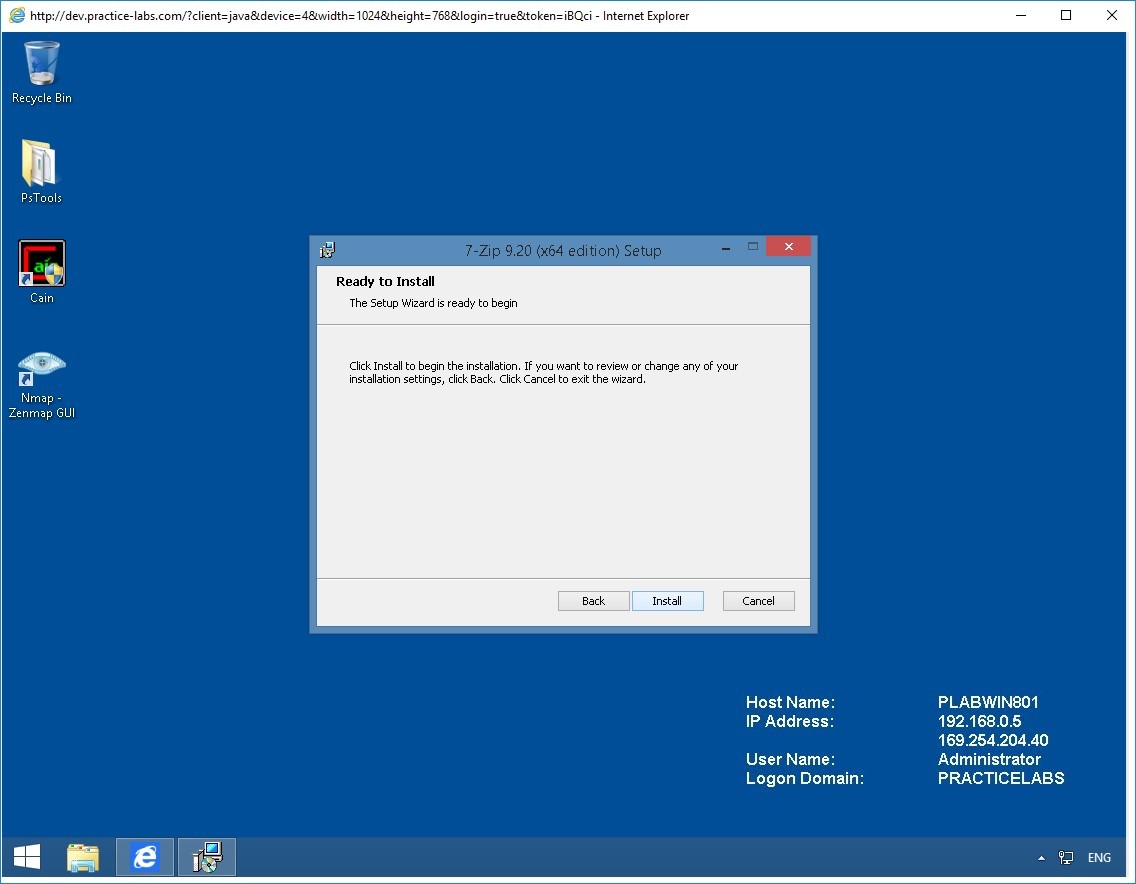 http://dev.practice-labs.com/?client=java&device=4&width=1024&height=768&login=true&token=iBQci - Internet Explorer
Recycle Bin
PsTools
Cain
Nmap -
Zenmap GUI
7-Zip 9.20 (x64 edition) Setup
Ready to Install
The Setup Wizard is ready to begin
Click Install to begin the installation. If you want to review or change any of your
installation settings, click Back. Click Cancel to exit the wizard.
Back Install Cancel
Host Name: PLABWIN801
IP Address: 192.168.0.5
169.254.204.40
User Name: Administrator
Logon Domain: PRACTICELABS
ENG